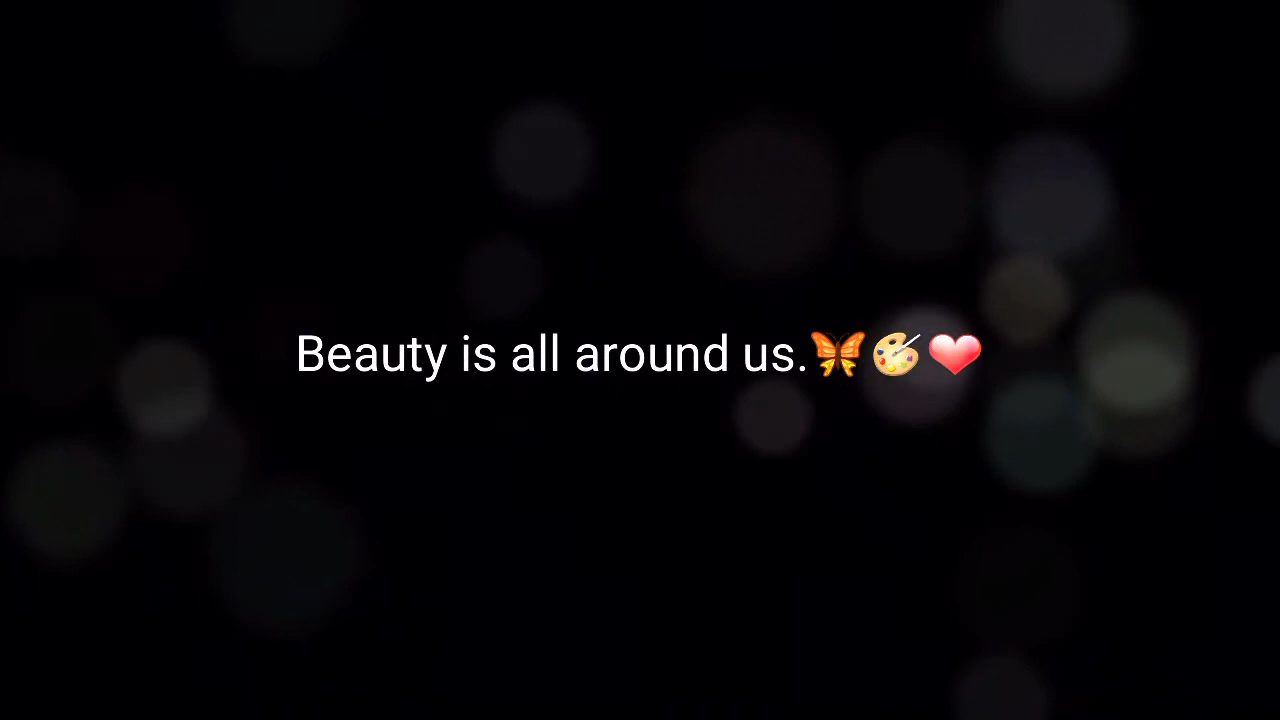 Beauty is all around us.🦋🎨❤️